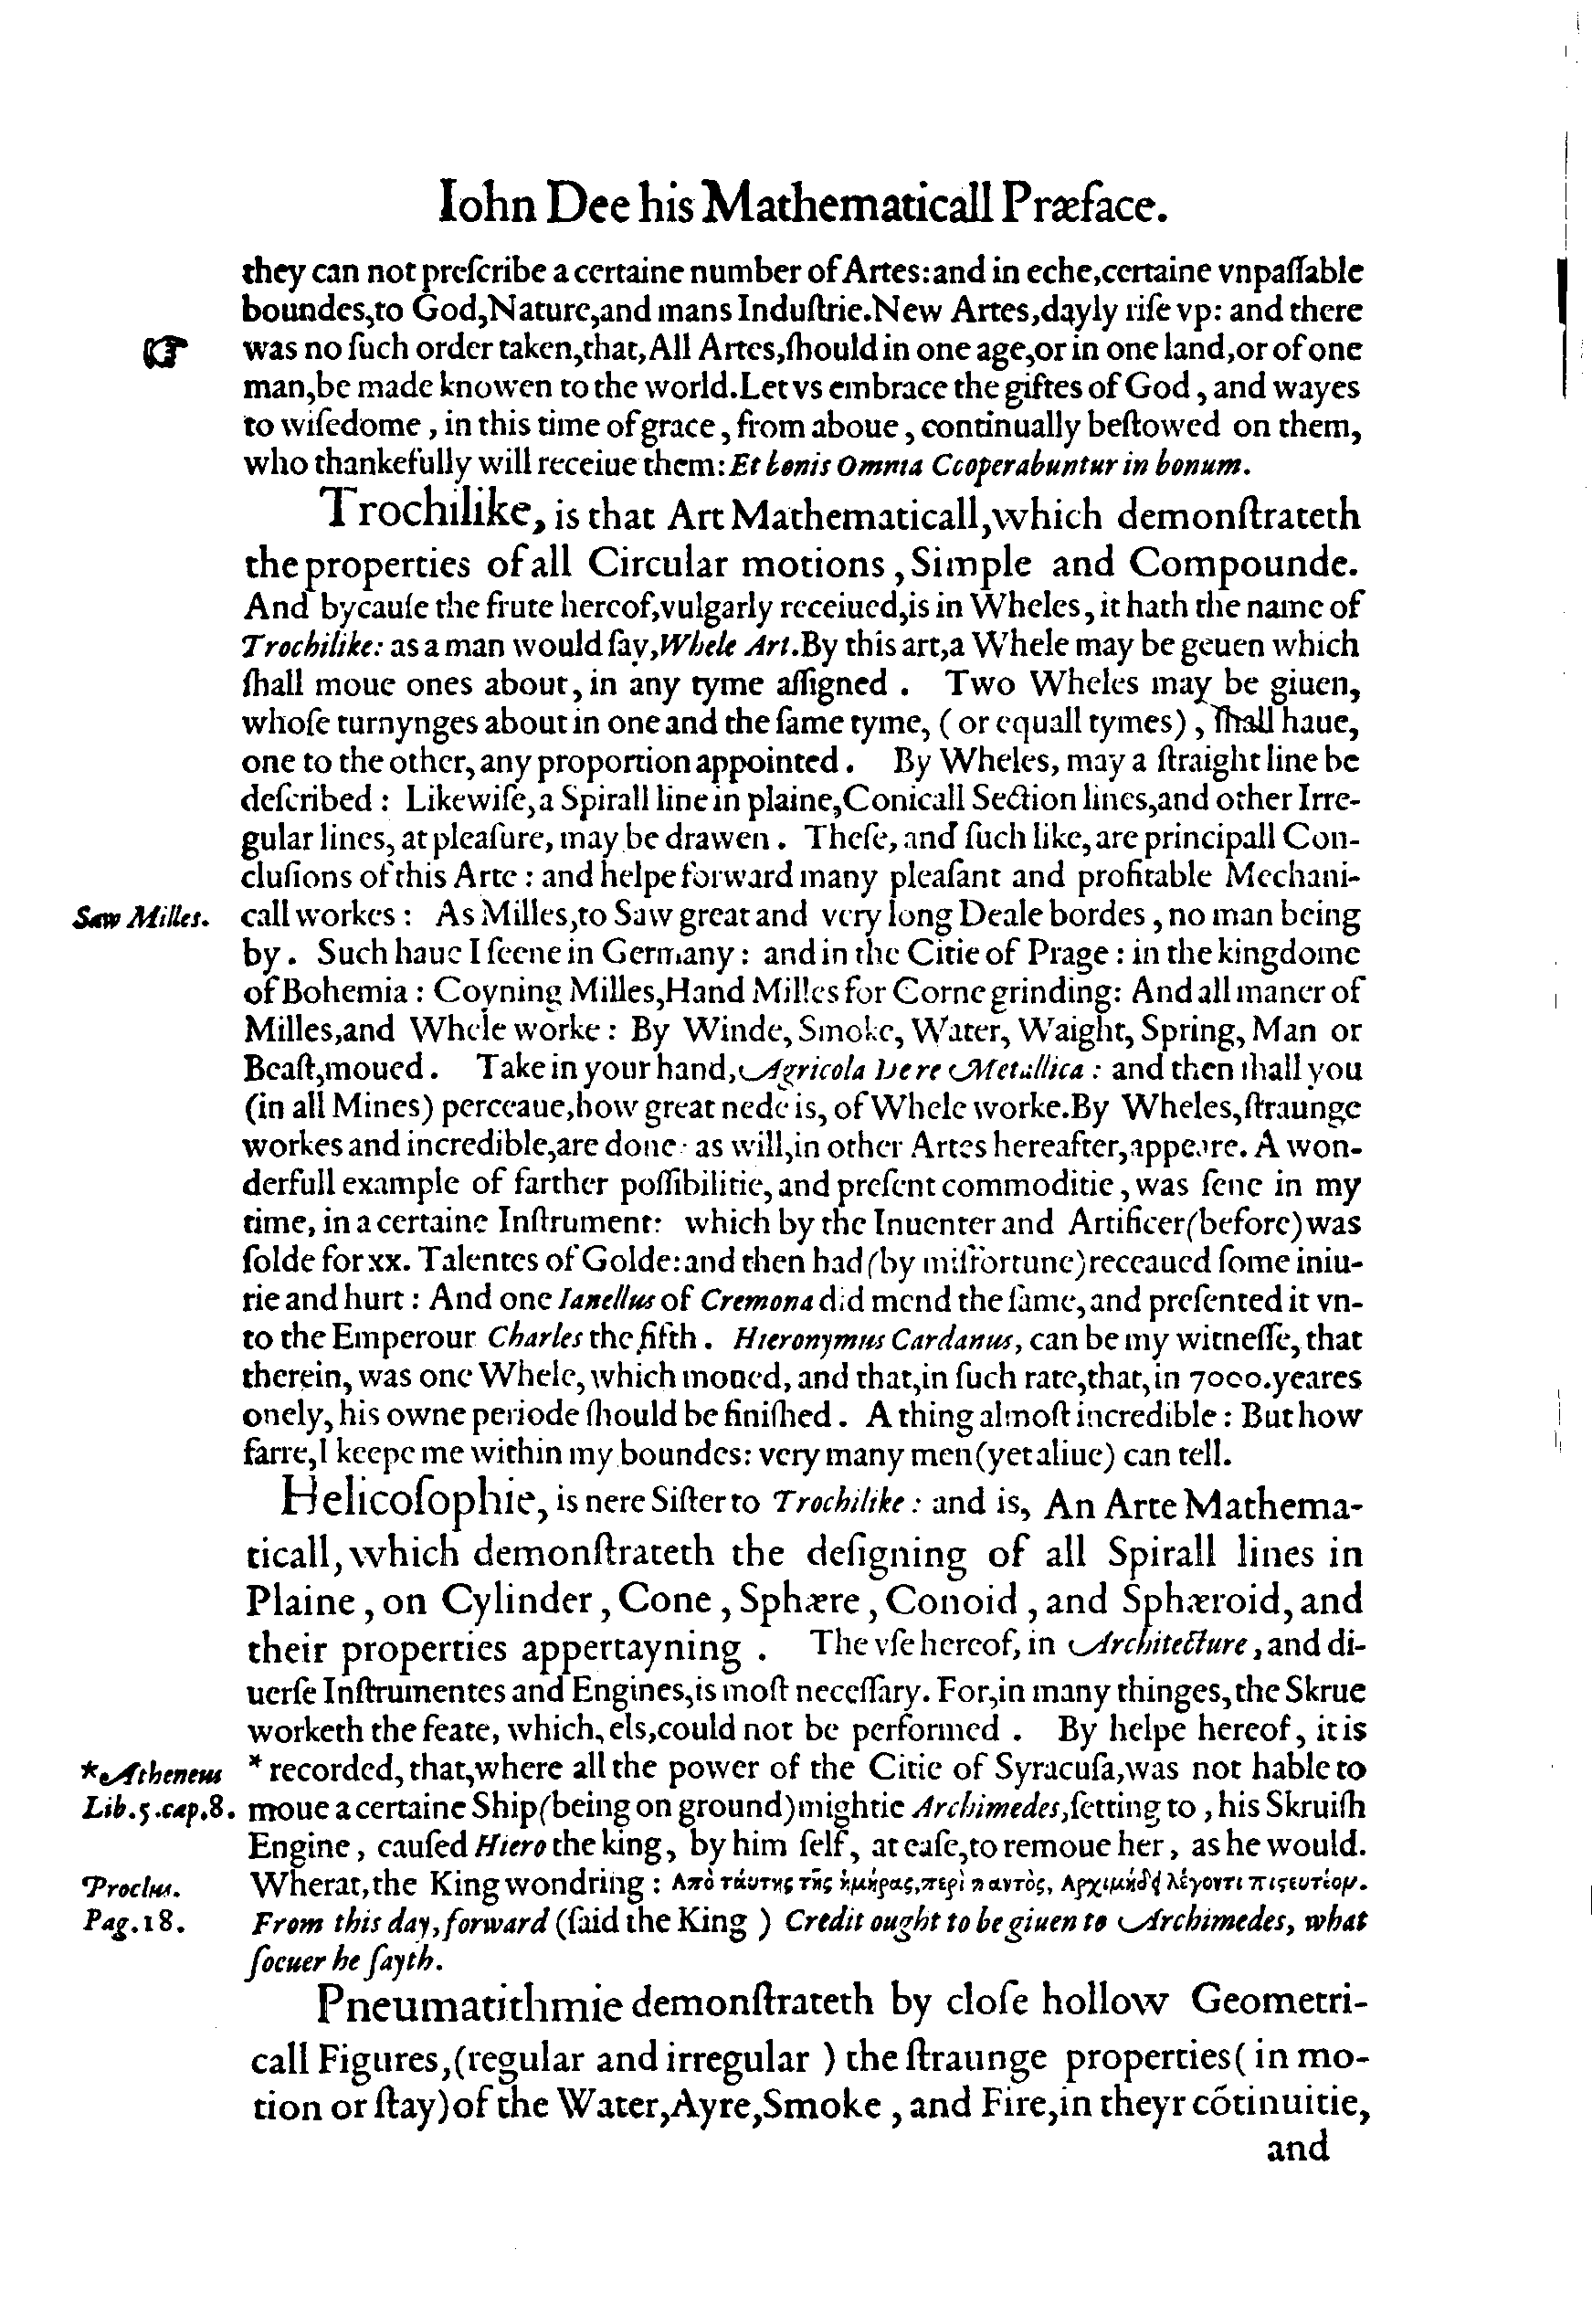 Iohn Dee his Mathematicall Præface.
they can not preſcribe a certaine number of Artes: and in eche, certaine vnpaſſable
boundes, to God, Nature, and mans Induſtrie. New Artes, dayly riſe vp: and there
☞ was no ſuch order taken, that, All Artes, ſhould in one age, or in one land, or of one
man, be made knowen to the world. Let vs embrace the giftes of God, and wayes
to wiſedome, in this time of grace, from aboue, continually beſtowed on them,
who thankefully will receiue them: Et bonis Omnia Cooperabuntur in bonum.
Trochilike, is that Art Mathematicall, which demonſtrateth
the properties of all Circular motions, Simple and Compounde.
And bycauſe the frute hereof, vulgarly receiued, is in Wheles, it hath the name of
Trochilike: as a man would ſay, Whele Art. By this art, a Whele may be geuen which
ſhall moue ones about, in any tyme aſſigned. Two Wheles may be giuen,
whoſe turnynges about in one and the ſame tyme, (or equall tymes), ſhall haue,
one to the other, any proportion appointed. By Wheles, may a ſtraight line be
deſcribed: Likewiſe, a Spirall line in plaine, Conicall Section lines, and other Irre-
gular lines, at pleaſure, may be drawen. Theſe, and ſuch like, are principall Con-
cluſions of this Arte: and helpe forward many pleaſant and profitable Mechani-
Saw Milles.
call workes: As Milles, to Saw great and very long Deale bordes, no man being
by. Such haue I ſeene in Germany: and in the Citie of Prage: in the kingdome
of Bohemia: Coyning Milles, Hand Milles for Corne grinding: And all maner of
Milles, and Whele worke: By Winde, Smoke, Water, Waight, Spring, Man or
Beaſt, moued. Take in your hand, Agricola De re Metallica: and then ſhall you
(in all Mines) perceaue, how great nede is, of Whele worke. By Wheles, ſtraunge
workes and incredible, are done: as will, in other Artes hereafter, appeare. A won-
derfull example of farther poſſibilitie, and preſent commoditie, was ſene in my
time, in a certaine Inſtrument: which by the Inuenter and Artificer (before) was
ſolde for xx. Talentes of Golde: and then had (by miſfortune) receaued ſome iniu-
rie and hurt: And one Ianellus of Cremona did mend the ſame, and preſented it vn-
to the Emperour Charles the fifth. Hieronymus Cardanus, can be my witneſſe, that
therein, was one Whele, which moued, and that, in ſuch rate, that, in 7000. yeares
onely, his owne periode ſhould be finiſhed. A thing almoſt incredible: But how
farre, I keepe me within my boundes: very many men (yet aliue) can tell.
Helicoſophie, is nere Siſter to Trochilike: and is, An Arte Mathema-
ticall, which demonſtrateth the deſigning of all Spirall lines in
Plaine, on Cylinder, Cone, Sphære, Conoid, and Sphæroid, and
their properties appertayning. The vſe hereof, in Architecture, and di-
uerſe Inſtrumentes and Engines, is moſt neceſſary. For, in many thinges, the Skrue
worketh the feate, which, els, could not be performed. By helpe hereof, it is
*Atheneus
Lib. 5. cap. 8.
* recorded, that, where all the power of the Citie of Syracuſa, was not hable to
moue a certaine Ship (being on ground) mightie Archimedes, ſetting to, his Skruiſh
Engine, cauſed Hiero the king, by him ſelf, at eaſe, to remoue her, as he would.
Proclus.
Pag. 18.
Wherat, the King wondring: Απὸ ταύτης τῆς ἡμέρας, περὶ παντὸς, Αρχιμήδει λέγοντι πιστευτέον.
From this day, forward (ſaid the King) Credit ought to be giuen to Archimedes, what
ſoeuer he ſayth.
Pneumatithmie demonſtrateth by cloſe hollow Geometri-
call Figures, (regular and irregular) the ſtraunge properties (in mo-
tion or ſtay) of the Water, Ayre, Smoke, and Fire, in theyr cõtinuitie,
and